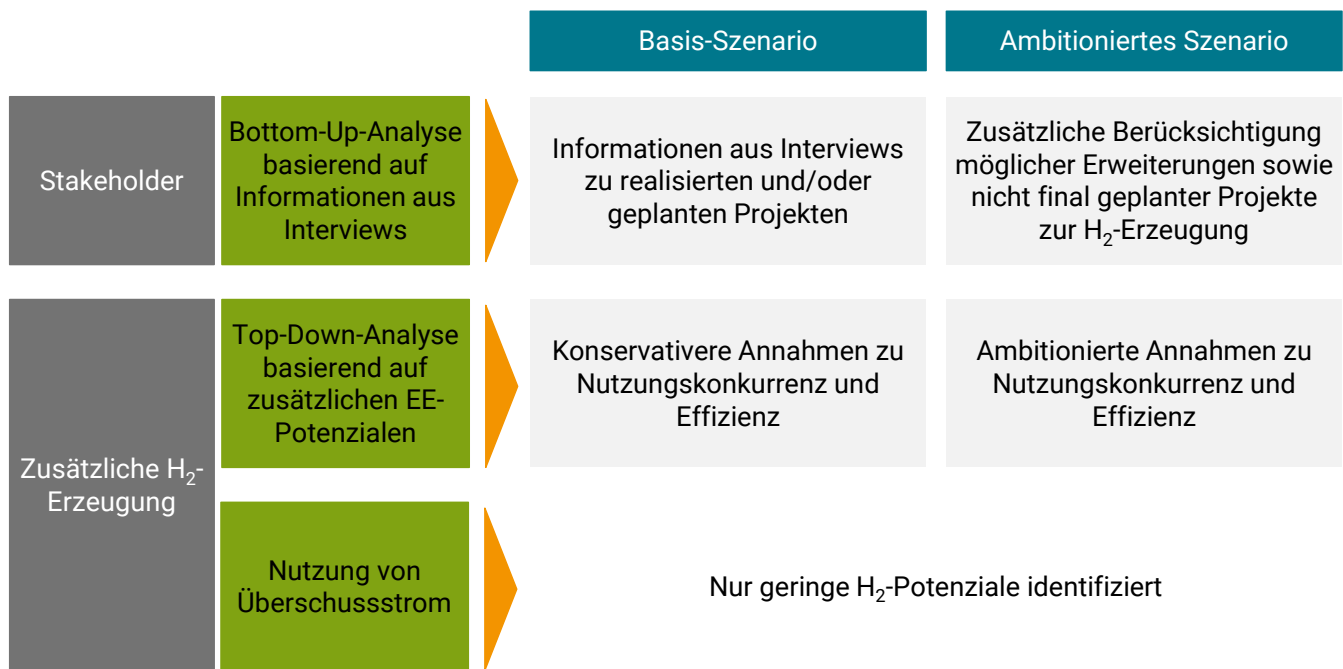 Basis-Szenario
Ambitioniertes Szenario
Stakeholder
Bottom-Up-Analyse
basierend auf
Informationen aus
Interviews
Informationen aus Interviews
zu realisierten und/oder
geplanten Projekten
Zusätzliche Berücksichtigung
möglicher Erweiterungen sowie
nicht final geplanter Projekte
zur H₂-Erzeugung
Zusätzliche H₂-
Erzeugung
Top-Down-Analyse
basierend auf
zusätzlichen EE-
Potenzialen
Konservativere Annahmen zu
Nutzungskonkurrenz und
Effizienz
Ambitionierte Annahmen zu
Nutzungskonkurrenz und
Effizienz
Nutzung von
Überschussstrom
Nur geringe H₂-Potenziale identifiziert